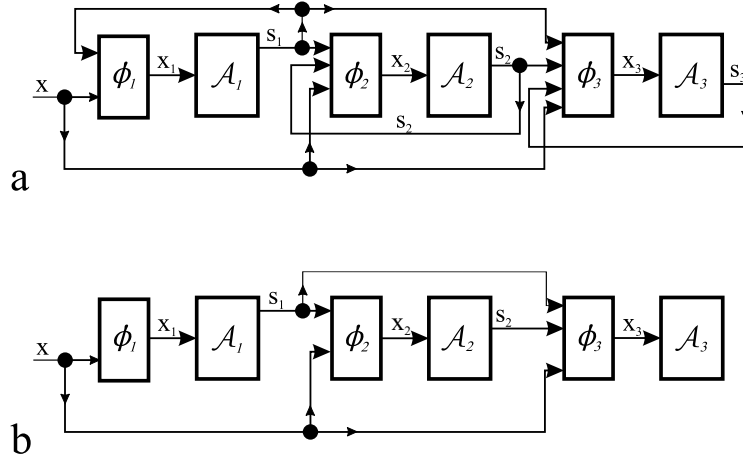 s₁ s₂ s₃
x ϕ₁ x₁ 𝒜₁ ϕ₂ x₂ 𝒜₂ ϕ₃ x₃ 𝒜₃
s₂
a
s₁ s₂
x ϕ₁ x₁ 𝒜₁ ϕ₂ x₂ 𝒜₂ ϕ₃ x₃ 𝒜₃
b